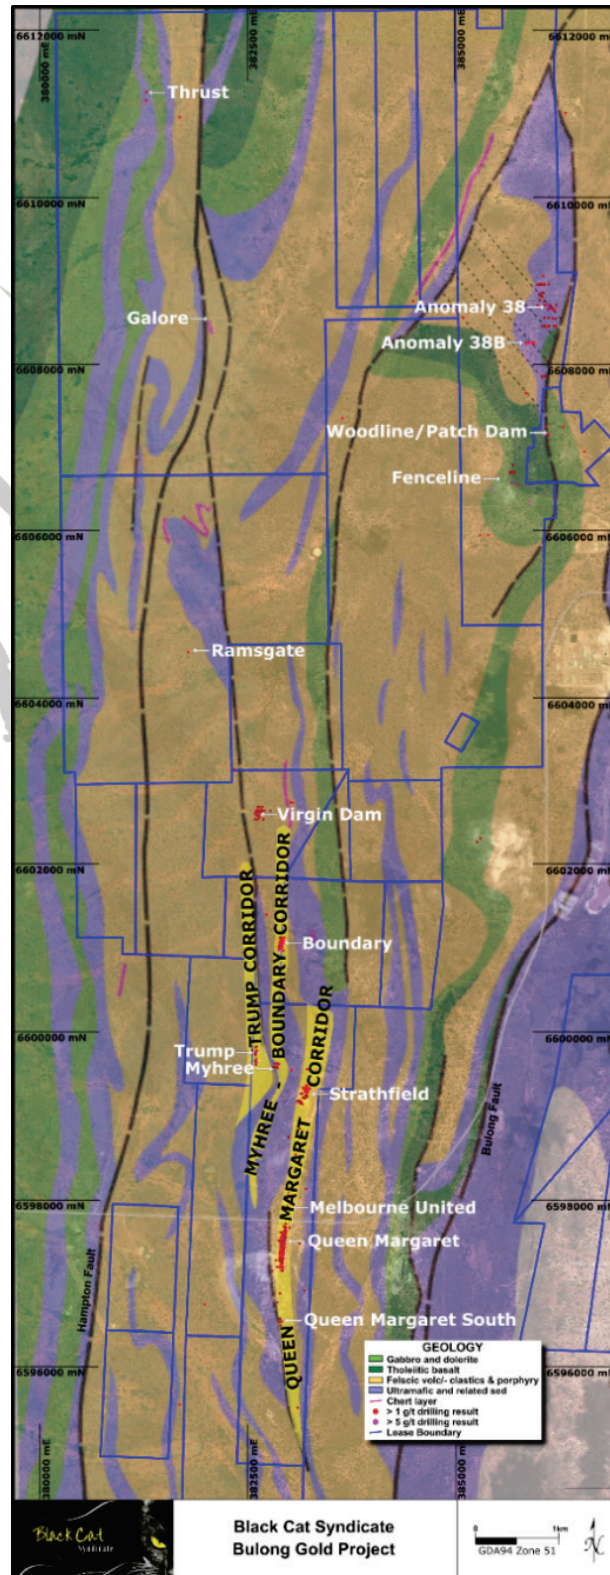 380000 mE
382500 mE
385000 mE
6612000 mN
6612000 mN
Thrust
6610000 mN
6610000 mN
Anomaly 38
Galore
Anomaly 38B
6608000 mN
6608000 mN
Woodline/Patch Dam
Fenceline
6606000 mN
6606000 mN
Ramsgate
6604000 mN
6604000 mN
Virgin Dam
6602000 mN
6602000 mN
TRUMP CORRIDOR
MYHREE - BOUNDARY CORRIDOR
Boundary
6600000 mN
6600000 mN
Trump
Myhree
Strathfield
QUEEN MARGARET CORRIDOR
Bulong Fault
6598000 mN
6598000 mN
Melbourne United
Queen Margaret
Hampton Fault
Queen Margaret South
6596000 mN
6596000 mN
GEOLOGY
Gabbro and dolerite
Tholeiitic basalt
Felscic volc/- clastics & porphyry
Ultramafic and related sed
Chert layer
> 1 g/t drilling result
> 5 g/t drilling result
Lease Boundary
380000 mE
382500 mE
385000 mE
Black Cat
Syndicate
Black Cat Syndicate
Bulong Gold Project
0 1km
GDA94 Zone 51